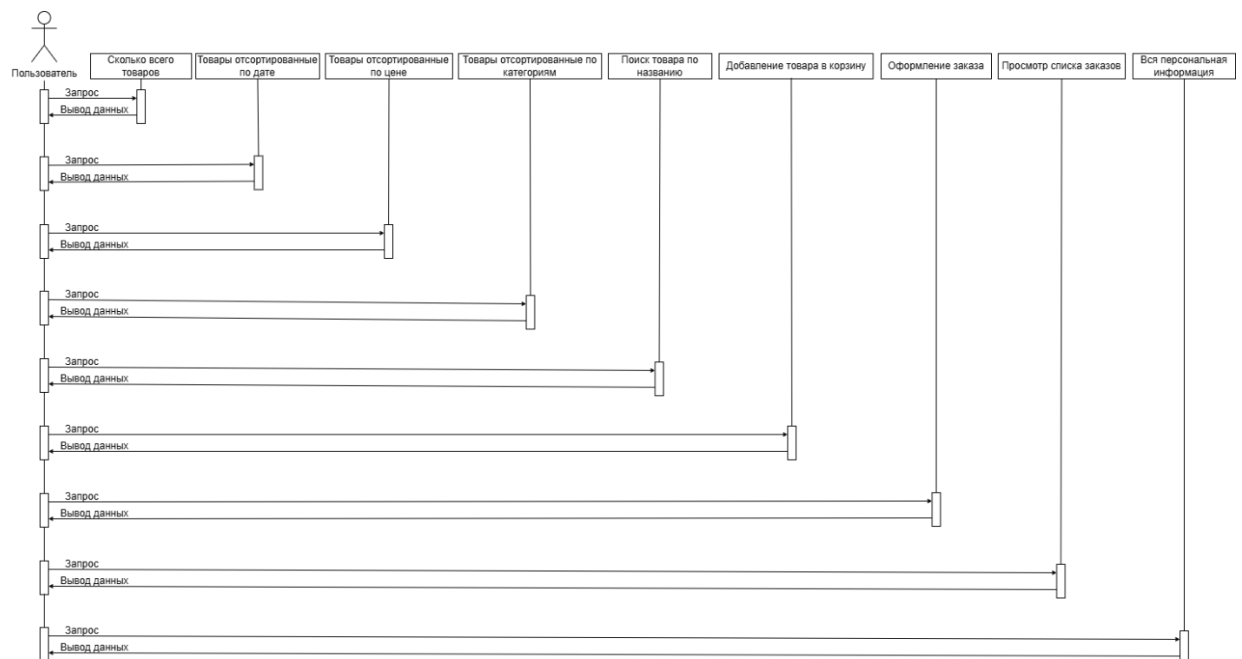 Пользователь
Сколько всего
товаров
Товары отсортированные
по дате
Товары отсортированные
по цене
Товары отсортированные по
категориям
Поиск товара по
названию
Добавление товара в корзину
Оформление заказа
Просмотр списка заказов
Вся персональная
информация
Запрос
Вывод данных
Запрос
Вывод данных
Запрос
Вывод данных
Запрос
Вывод данных
Запрос
Вывод данных
Запрос
Вывод данных
Запрос
Вывод данных
Запрос
Вывод данных
Запрос
Вывод данных